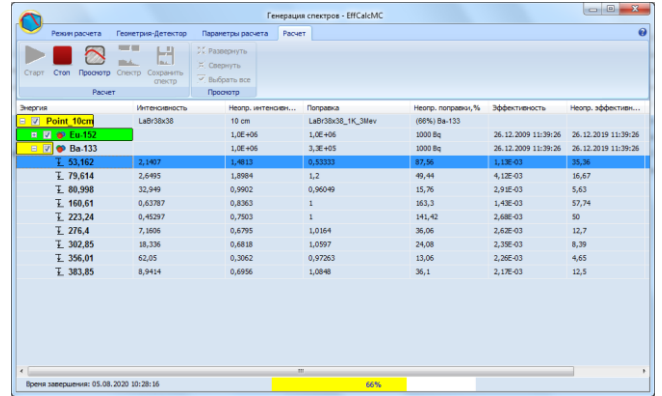 Генерация спектров - EffCalcMC
Режим расчета Геометрия-Детектор Параметры расчета Расчет
Старт Стоп Просмотр Спектр Сохранить спектр
Развернуть
Свернуть
Выбрать все
Расчет Просмотр
Энергия Интенсивность Неопр. интенсивн... Поправка Неопр. поправки,% Эффективность Неопр. эффективн...
Point_10cm LaBr38x38 10 cm LaBr38x38_1K_3Mev (66%) Ba-133
Eu-152 1,0E+06 1,0E+06 1000 Bq 26.12.2009 11:39:26 26.12.2019 11:39:26
Ba-133 1,0E+06 3,3E+05 1000 Bq 26.12.2009 11:39:26 26.12.2019 11:39:26
53,162 2,1407 1,4813 0,53333 87,56 1,13E-03 35,36
79,614 2,6495 1,8984 1,2 49,44 4,12E-03 16,67
80,998 32,949 0,9902 0,96049 15,76 2,91E-03 5,63
160,61 0,63787 0,8363 1 163,3 1,43E-03 57,74
223,24 0,45297 0,7503 1 141,42 2,68E-03 50
276,4 7,1606 0,6795 1,0164 36,06 2,62E-03 12,7
302,85 18,336 0,6818 1,0597 24,08 2,35E-03 8,39
356,01 62,05 0,3062 0,97263 13,06 2,26E-03 4,65
383,85 8,9414 0,6956 1,0848 36,1 2,17E-03 12,5
Время завершения: 05.08.2020 10:28:16 66%